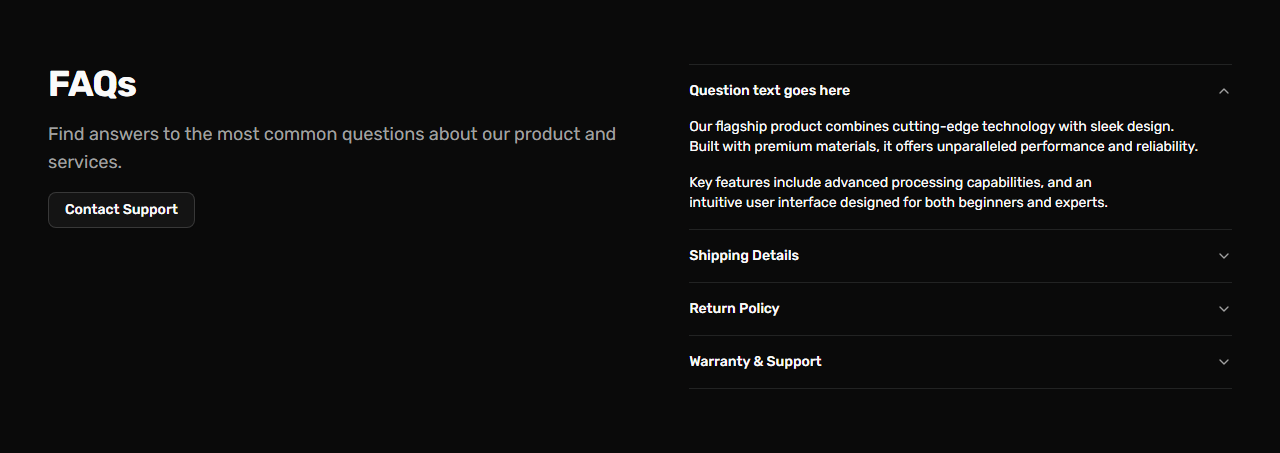 FAQs
Find answers to the most common questions about our product and
services.
Contact Support
Question text goes here
Our flagship product combines cutting-edge technology with sleek design.
Built with premium materials, it offers unparalleled performance and reliability.
Key features include advanced processing capabilities, and an
intuitive user interface designed for both beginners and experts.
Shipping Details
Return Policy
Warranty & Support